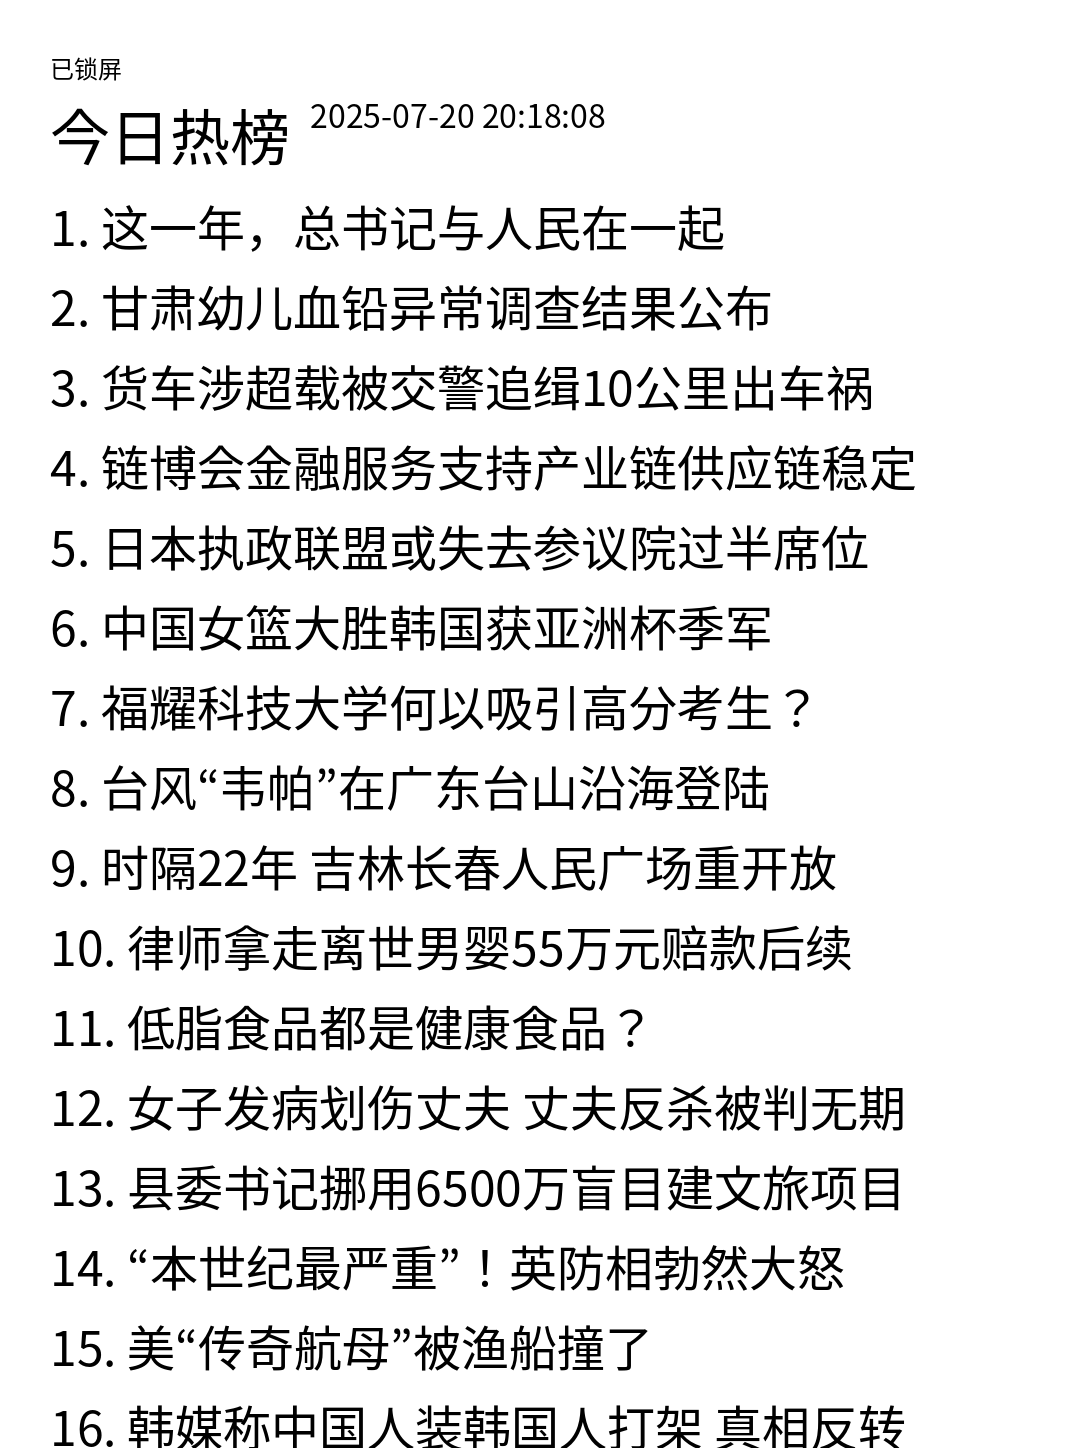 已锁屏
今日热榜 2025-07-20 20:18:08
1. 这一年，总书记与人民在一起
2. 甘肃幼儿血铅异常调查结果公布
3. 货车涉超载被交警追缉10公里出车祸
4. 链博会金融服务支持产业链供应链稳定
5. 日本执政联盟或失去参议院过半席位
6. 中国女篮大胜韩国获亚洲杯季军
7. 福耀科技大学何以吸引高分考生？
8. 台风“韦帕”在广东台山沿海登陆
9. 时隔22年 吉林长春人民广场重开放
10. 律师拿走离世男婴55万元赔款后续
11. 低脂食品都是健康食品？
12. 女子发病划伤丈夫 丈夫反杀被判无期
13. 县委书记挪用6500万盲目建文旅项目
14. “本世纪最严重”！英防相勃然大怒
15. 美“传奇航母”被渔船撞了
16. 韩媒称中国人装韩国人打架 真相反转